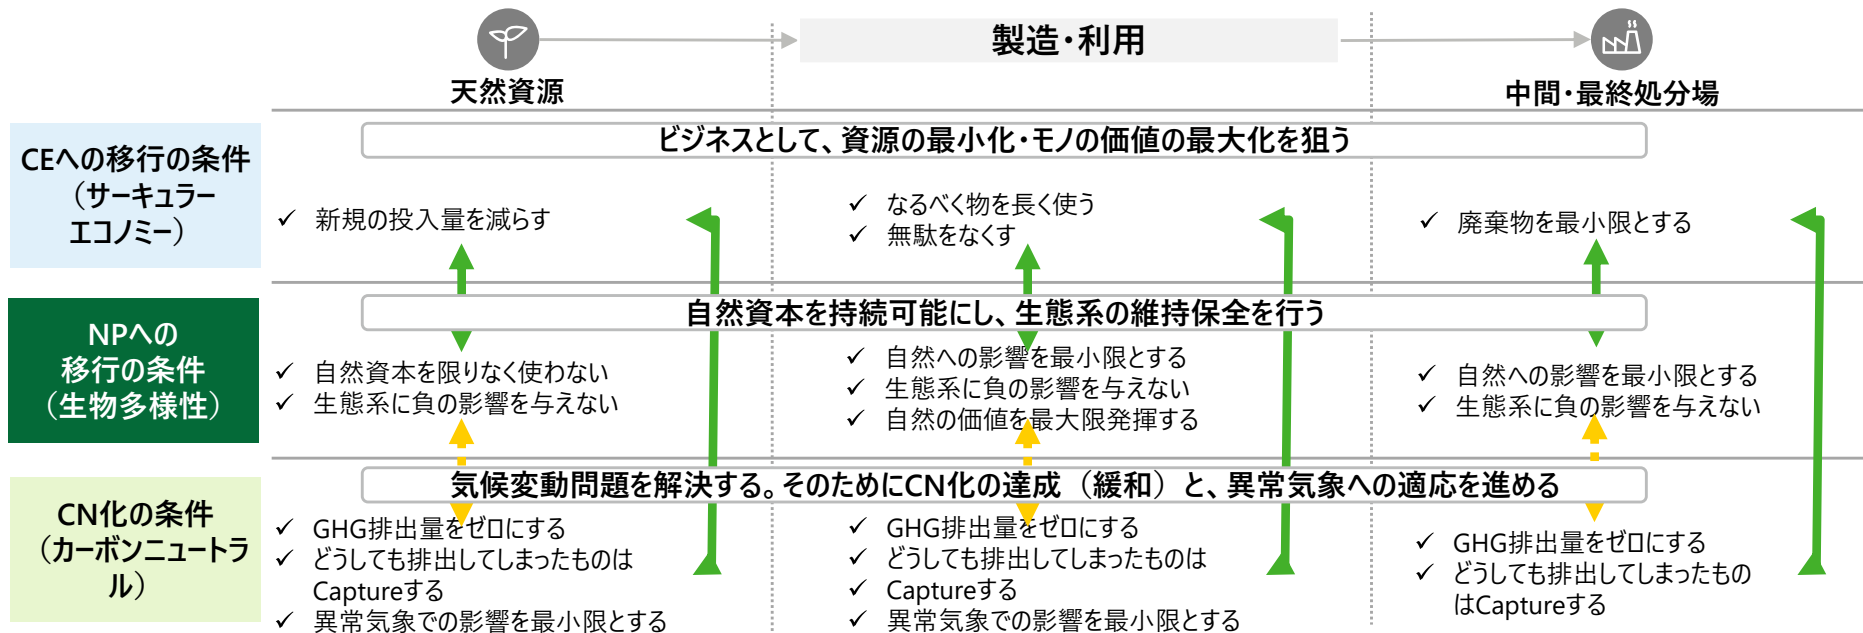 天然資源
製造・利用
中間・最終処分場
CEへの移行の条件
（サーキュラー
エコノミー）
ビジネスとして、資源の最小化・モノの価値の最大化を狙う
✓ 新規の投入量を減らす
✓ なるべく物を長く使う
✓ 無駄をなくす
✓ 廃棄物を最小限とする
NPへの
移行の条件
（生物多様性）
自然資本を持続可能にし、生態系の維持保全を行う
✓ 自然資本を限りなく使わない
✓ 生態系に負の影響を与えない
✓ 自然への影響を最小限とする
✓ 生態系に負の影響を与えない
✓ 自然の価値を最大限発揮する
✓ 自然への影響を最小限とする
✓ 生態系に負の影響を与えない
CN化の条件
（カーボンニュートラ
ル）
気候変動問題を解決する。そのためにCN化の達成（緩和）と、異常気象への適応を進める
✓ GHG排出量をゼロにする
✓ どうしても排出してしまったものは
Captureする
✓ 異常気象での影響を最小限とする
✓ GHG排出量をゼロにする
✓ どうしても排出してしまったものは
✓ Captureする
✓ 異常気象での影響を最小限とする
✓ GHG排出量をゼロにする
✓ どうしても排出してしまったもの
はCaptureする